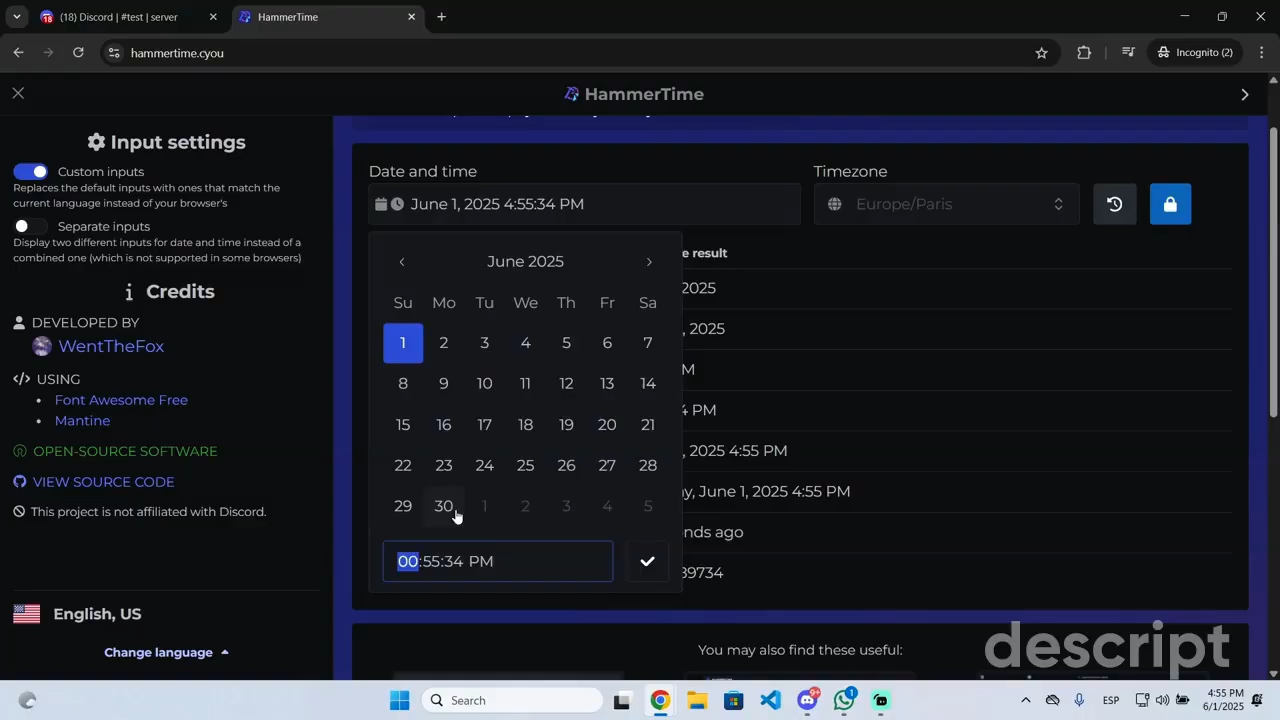 (18) Discord | #test | server
HammerTime
hammertime.cyou
Incognito (2)
HammerTime
Input settings
Custom inputs
Replaces the default inputs with ones that match the
current language instead of your browser's
Separate inputs
Display two different inputs for date and time instead of a
combined one (which is not supported in some browsers)
Credits
DEVELOPED BY
WentTheFox
USING
Font Awesome Free
Mantine
OPEN-SOURCE SOFTWARE
VIEW SOURCE CODE
This project is not affiliated with Discord.
English, US
Change language
Date and time
June 1, 2025 4:55:34 PM
Timezone
Europe/Paris
June 2025
Su Mo Tu We Th Fr Sa
1 2 3 4 5 6 7
8 9 10 11 12 13 14
15 16 17 18 19 20 21
22 23 24 25 26 27 28
29 30 1 2 3 4 5
00:55:34 PM
e result
2025
, 2025
M
4 PM
, 2025 4:55 PM
y, June 1, 2025 4:55 PM
nds ago
39734
You may also find these useful:
descript
Search
ESP
4:55 PM
6/1/2025